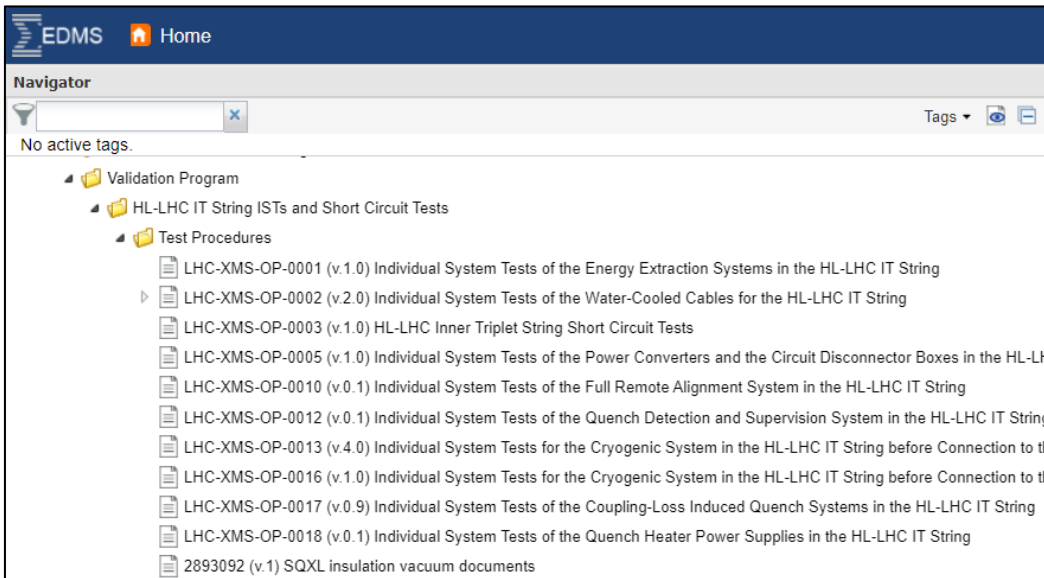 EDMS Home
Navigator
Tags
No active tags.
Validation Program
HL-LHC IT String ISTs and Short Circuit Tests
Test Procedures
LHC-XMS-OP-0001 (v.1.0) Individual System Tests of the Energy Extraction Systems in the HL-LHC IT String
LHC-XMS-OP-0002 (v.2.0) Individual System Tests of the Water-Cooled Cables for the HL-LHC IT String
LHC-XMS-OP-0003 (v.1.0) HL-LHC Inner Triplet String Short Circuit Tests
LHC-XMS-OP-0005 (v.1.0) Individual System Tests of the Power Converters and the Circuit Disconnector Boxes in the
LHC-XMS-OP-0010 (v.0.1) Individual System Tests of the Full Remote Alignment System in the HL-LHC IT String
LHC-XMS-OP-0012 (v.0.1) Individual System Tests of the Quench Detection and Supervision System in the HL-LHC IT String
LHC-XMS-OP-0013 (v.4.0) Individual System Tests for the Cryogenic System in the HL-LHC IT String before Connection to
LHC-XMS-OP-0016 (v.1.0) Individual System Tests for the Cryogenic System in the HL-LHC IT String before Connection to
LHC-XMS-OP-0017 (v.0.9) Individual System Tests of the Coupling-Loss Induced Quench Systems in the HL-LHC IT String
LHC-XMS-OP-0018 (v.0.1) Individual System Tests of the Quench Heater Power Supplies in the HL-LHC IT String
2893092 (v.1) SQXL insulation vacuum documents